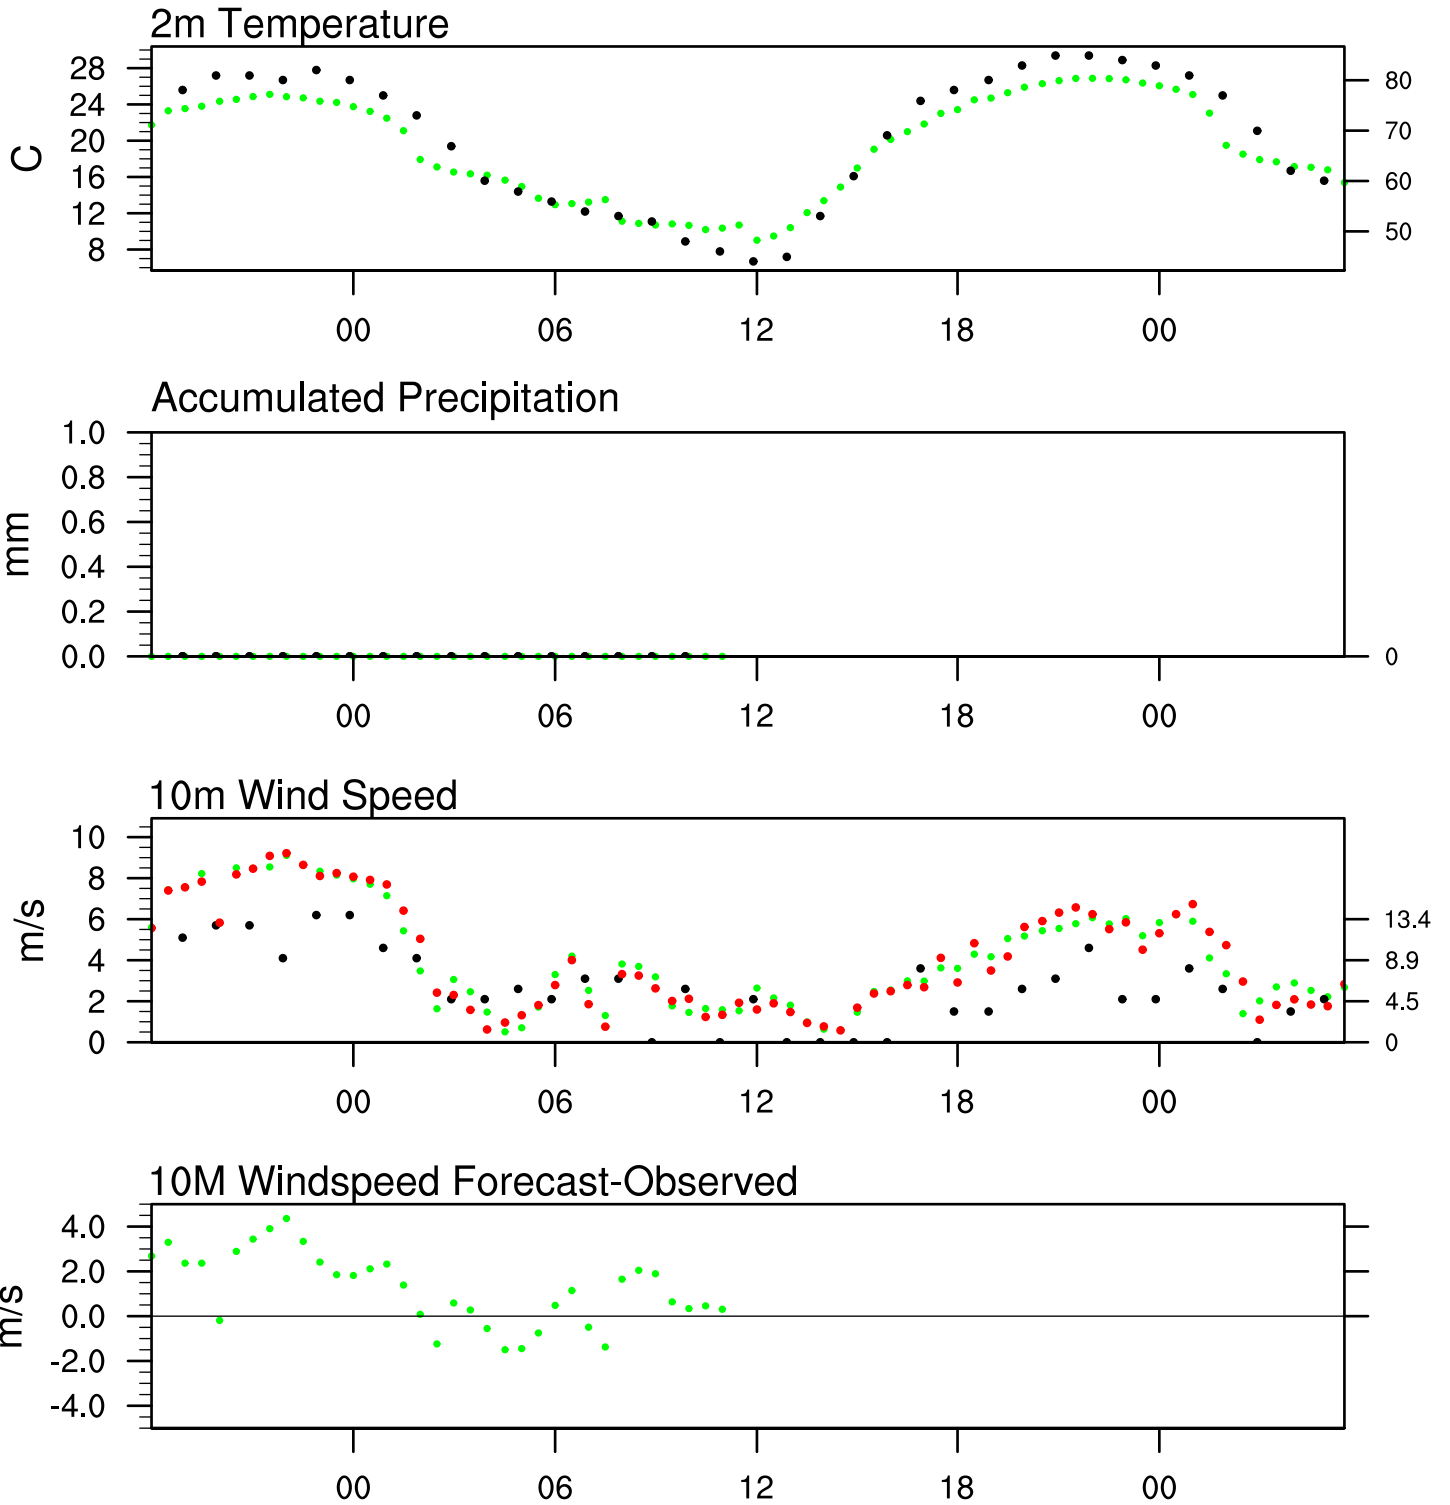 2m Temperature
28
24
20
16
12
8
C
80
70
60
50
00 06 12 18 00
Accumulated Precipitation
1.0
0.8
0.6
0.4
0.2
0.0
mm
0
00 06 12 18 00
10m Wind Speed
10
8
6
4
2
0
m/s
13.4
8.9
4.5
0
00 06 12 18 00
10M Windspeed Forecast-Observed
4.0
2.0
0.0
-2.0
-4.0
m/s
00 06 12 18 00